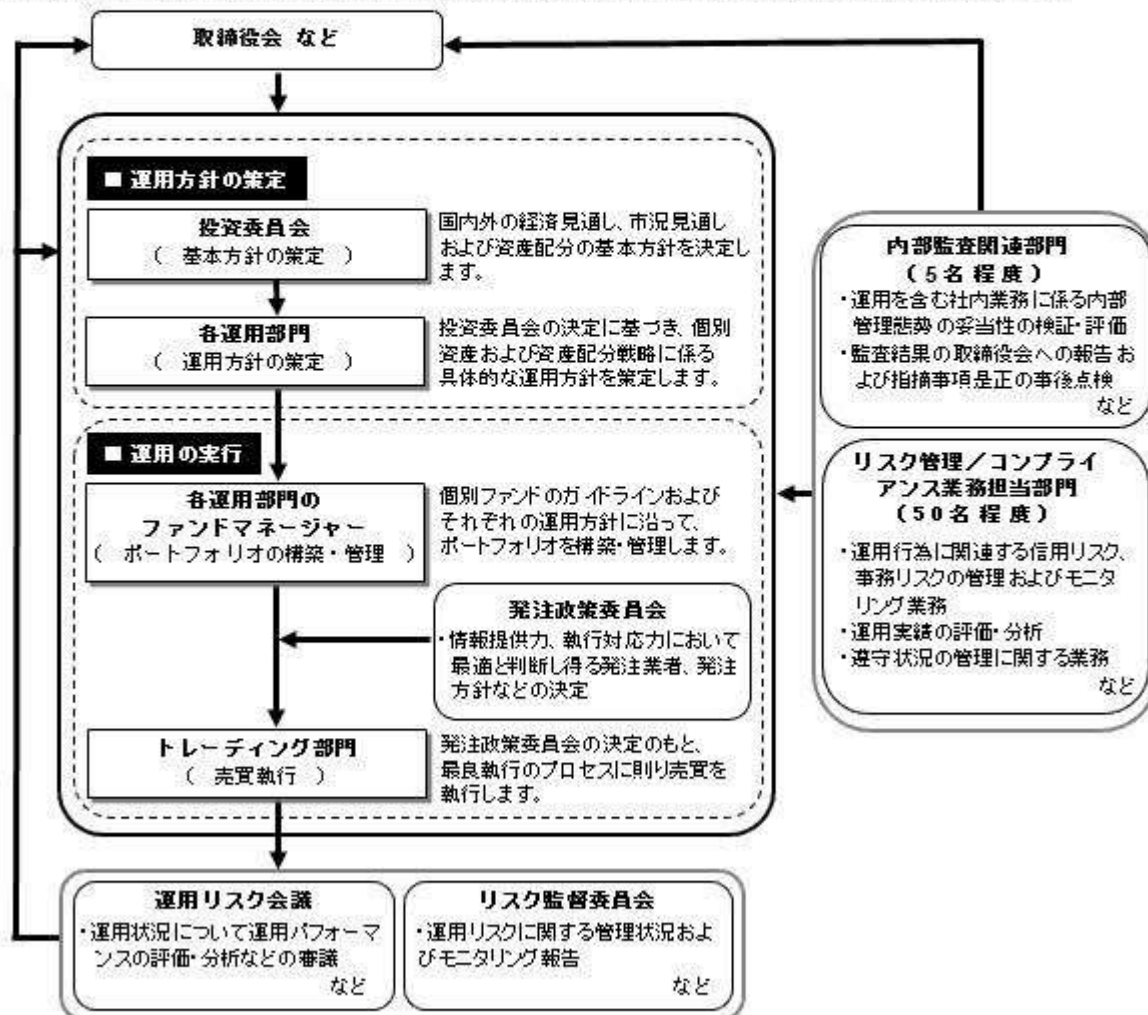 取締役会 など
■ 運用方針の策定
投資委員会
( 基本方針の策定 )
国内外の経済見通し、市況見通し
および資産配分の基本方針を決定し
ます。
各運用部門
( 運用方針の策定 )
投資委員会の決定に基づき、個別
資産および資産配分戦略に係る
具体的な運用方針を策定します。
■ 運用の実行
各運用部門の
ファンドマネージャー
( ポートフォリオの構築・管理 )
個別ファンドのガイドラインおよび
それぞれの運用方針に沿って、
ポートフォリオを構築・管理します。
発注政策委員会
・情報提供力、執行対応力において
最適と判断し得る発注業者、発注
方針などの決定
トレーディング部門
( 売買執行 )
発注政策委員会の決定のもと、
最良執行のプロセスに則り売買を
執行します。
運用リスク会議
・運用状況について運用パフォーマ
ンスの評価・分析などの審議
など
リスク監督委員会
・運用リスクに関する管理状況およ
びモニタリング報告
など
内部監査関連部門
(5名程度)
・運用を含む社内業務に係る内部
管理態勢の妥当性の検証・評価
・監査結果の取締役会への報告お
よび指摘事項是正の事後点検
など
リスク管理/コンプライ
アンス業務担当部門
(50名程度)
・運用行為に関連する信用リスク、
事務リスクの管理およびモニタ
リング業務
・運用実績の評価・分析
・遵守状況の管理に関する業務
など